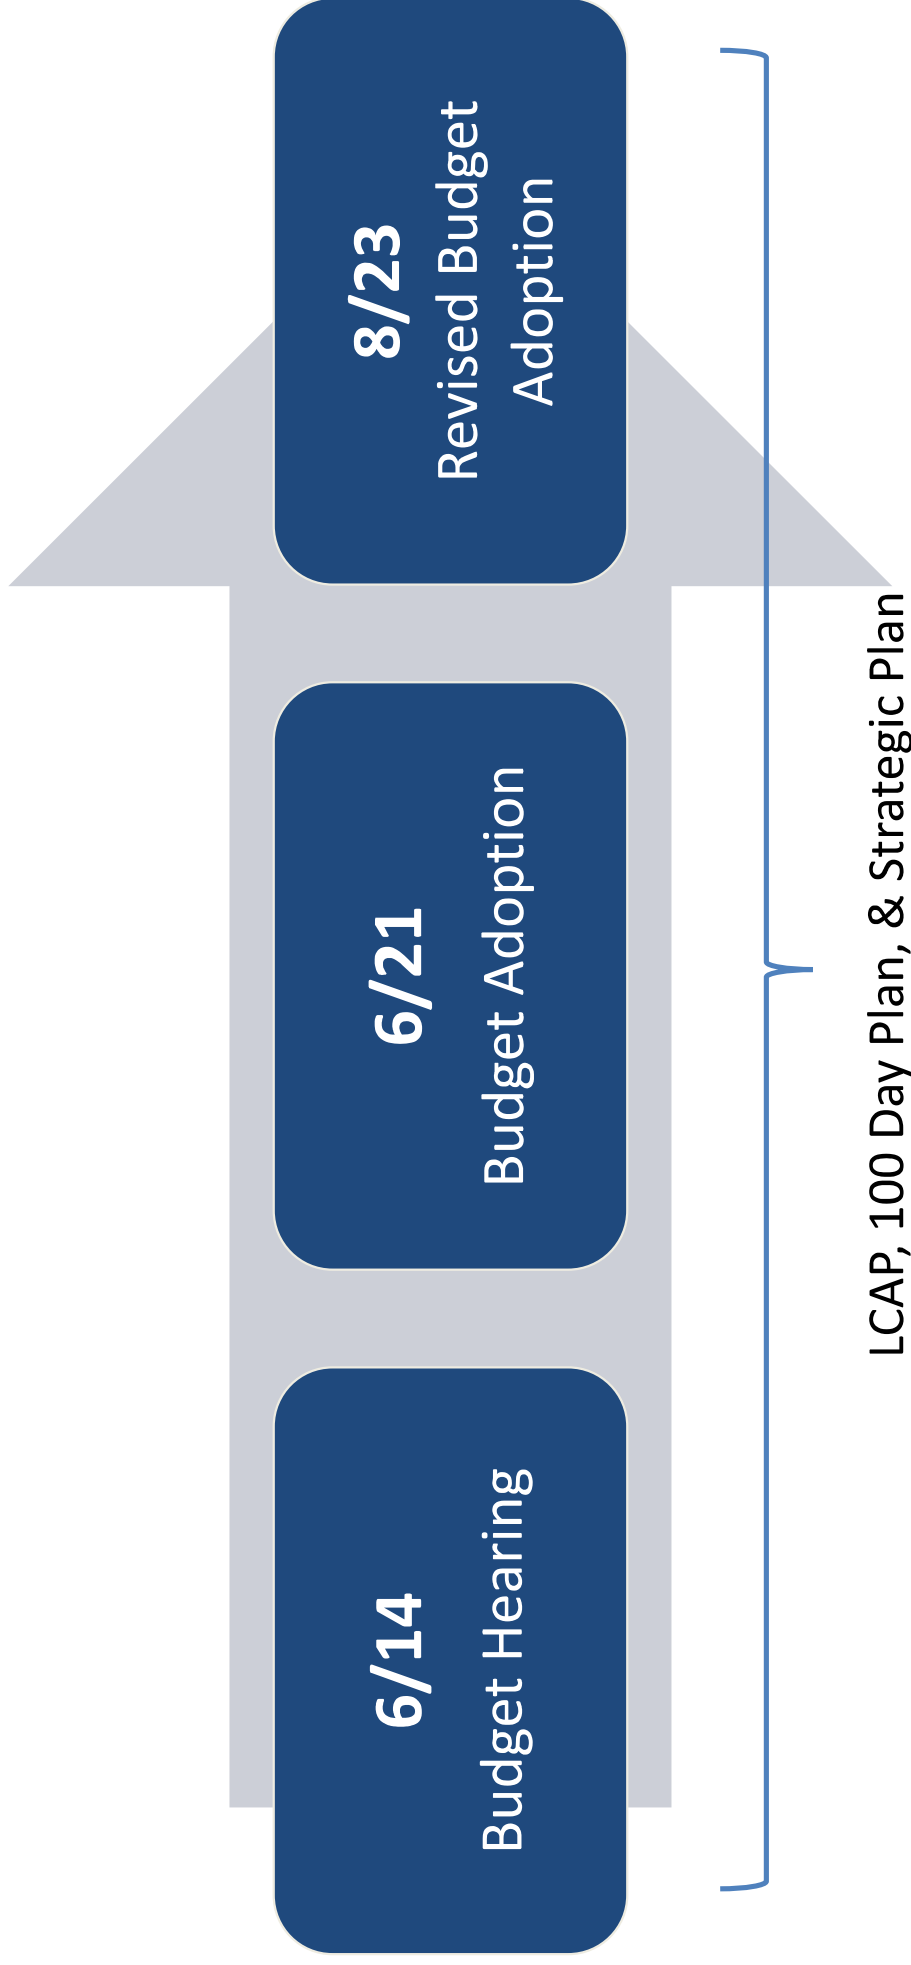 6/14
Budget Hearing
6/21
Budget Adoption
8/23
Revised Budget
Adoption
LCAP, 100 Day Plan, & Strategic Plan